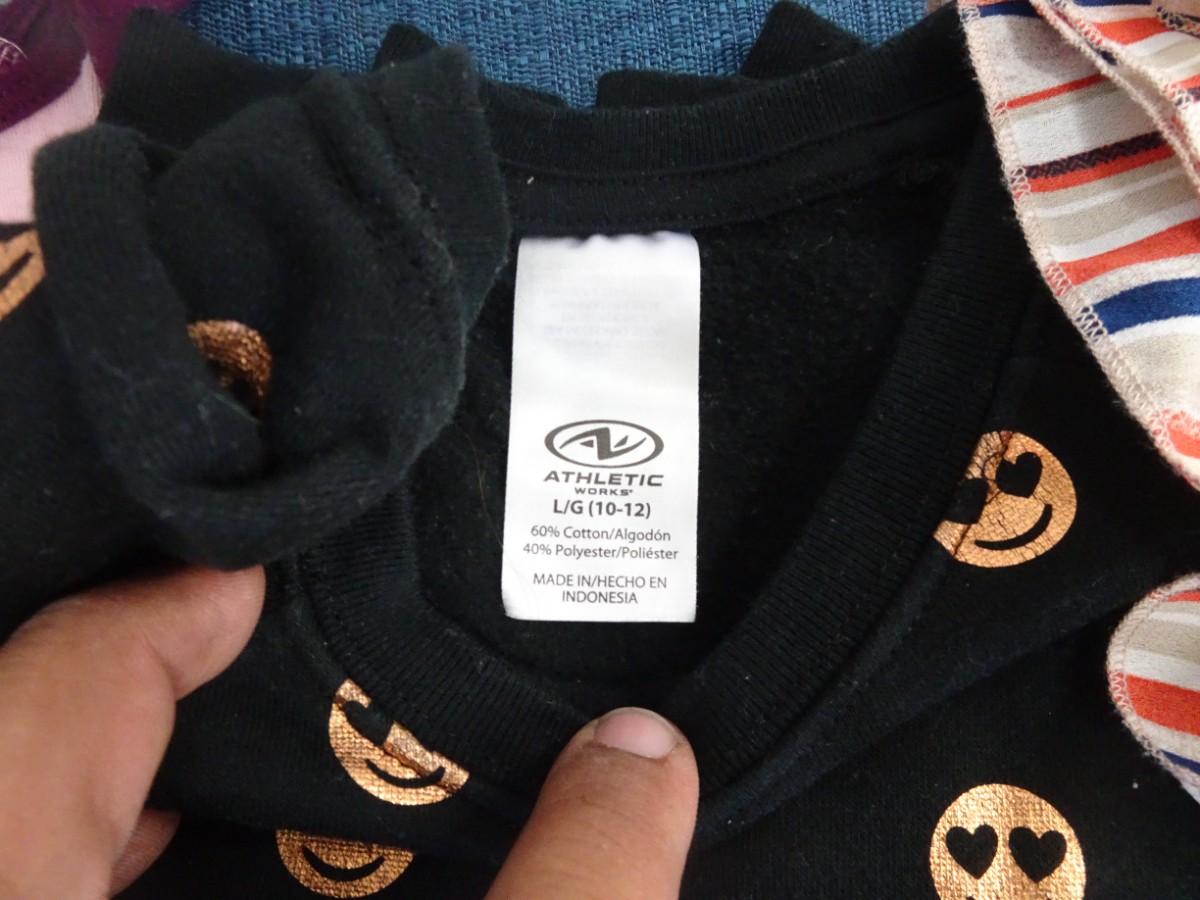 ATHLETIC
WORKS®
L/G (10-12)
60% Cotton/Algodón
40% Polyester/Poliéster
MADE IN/HECHO EN
INDONESIA